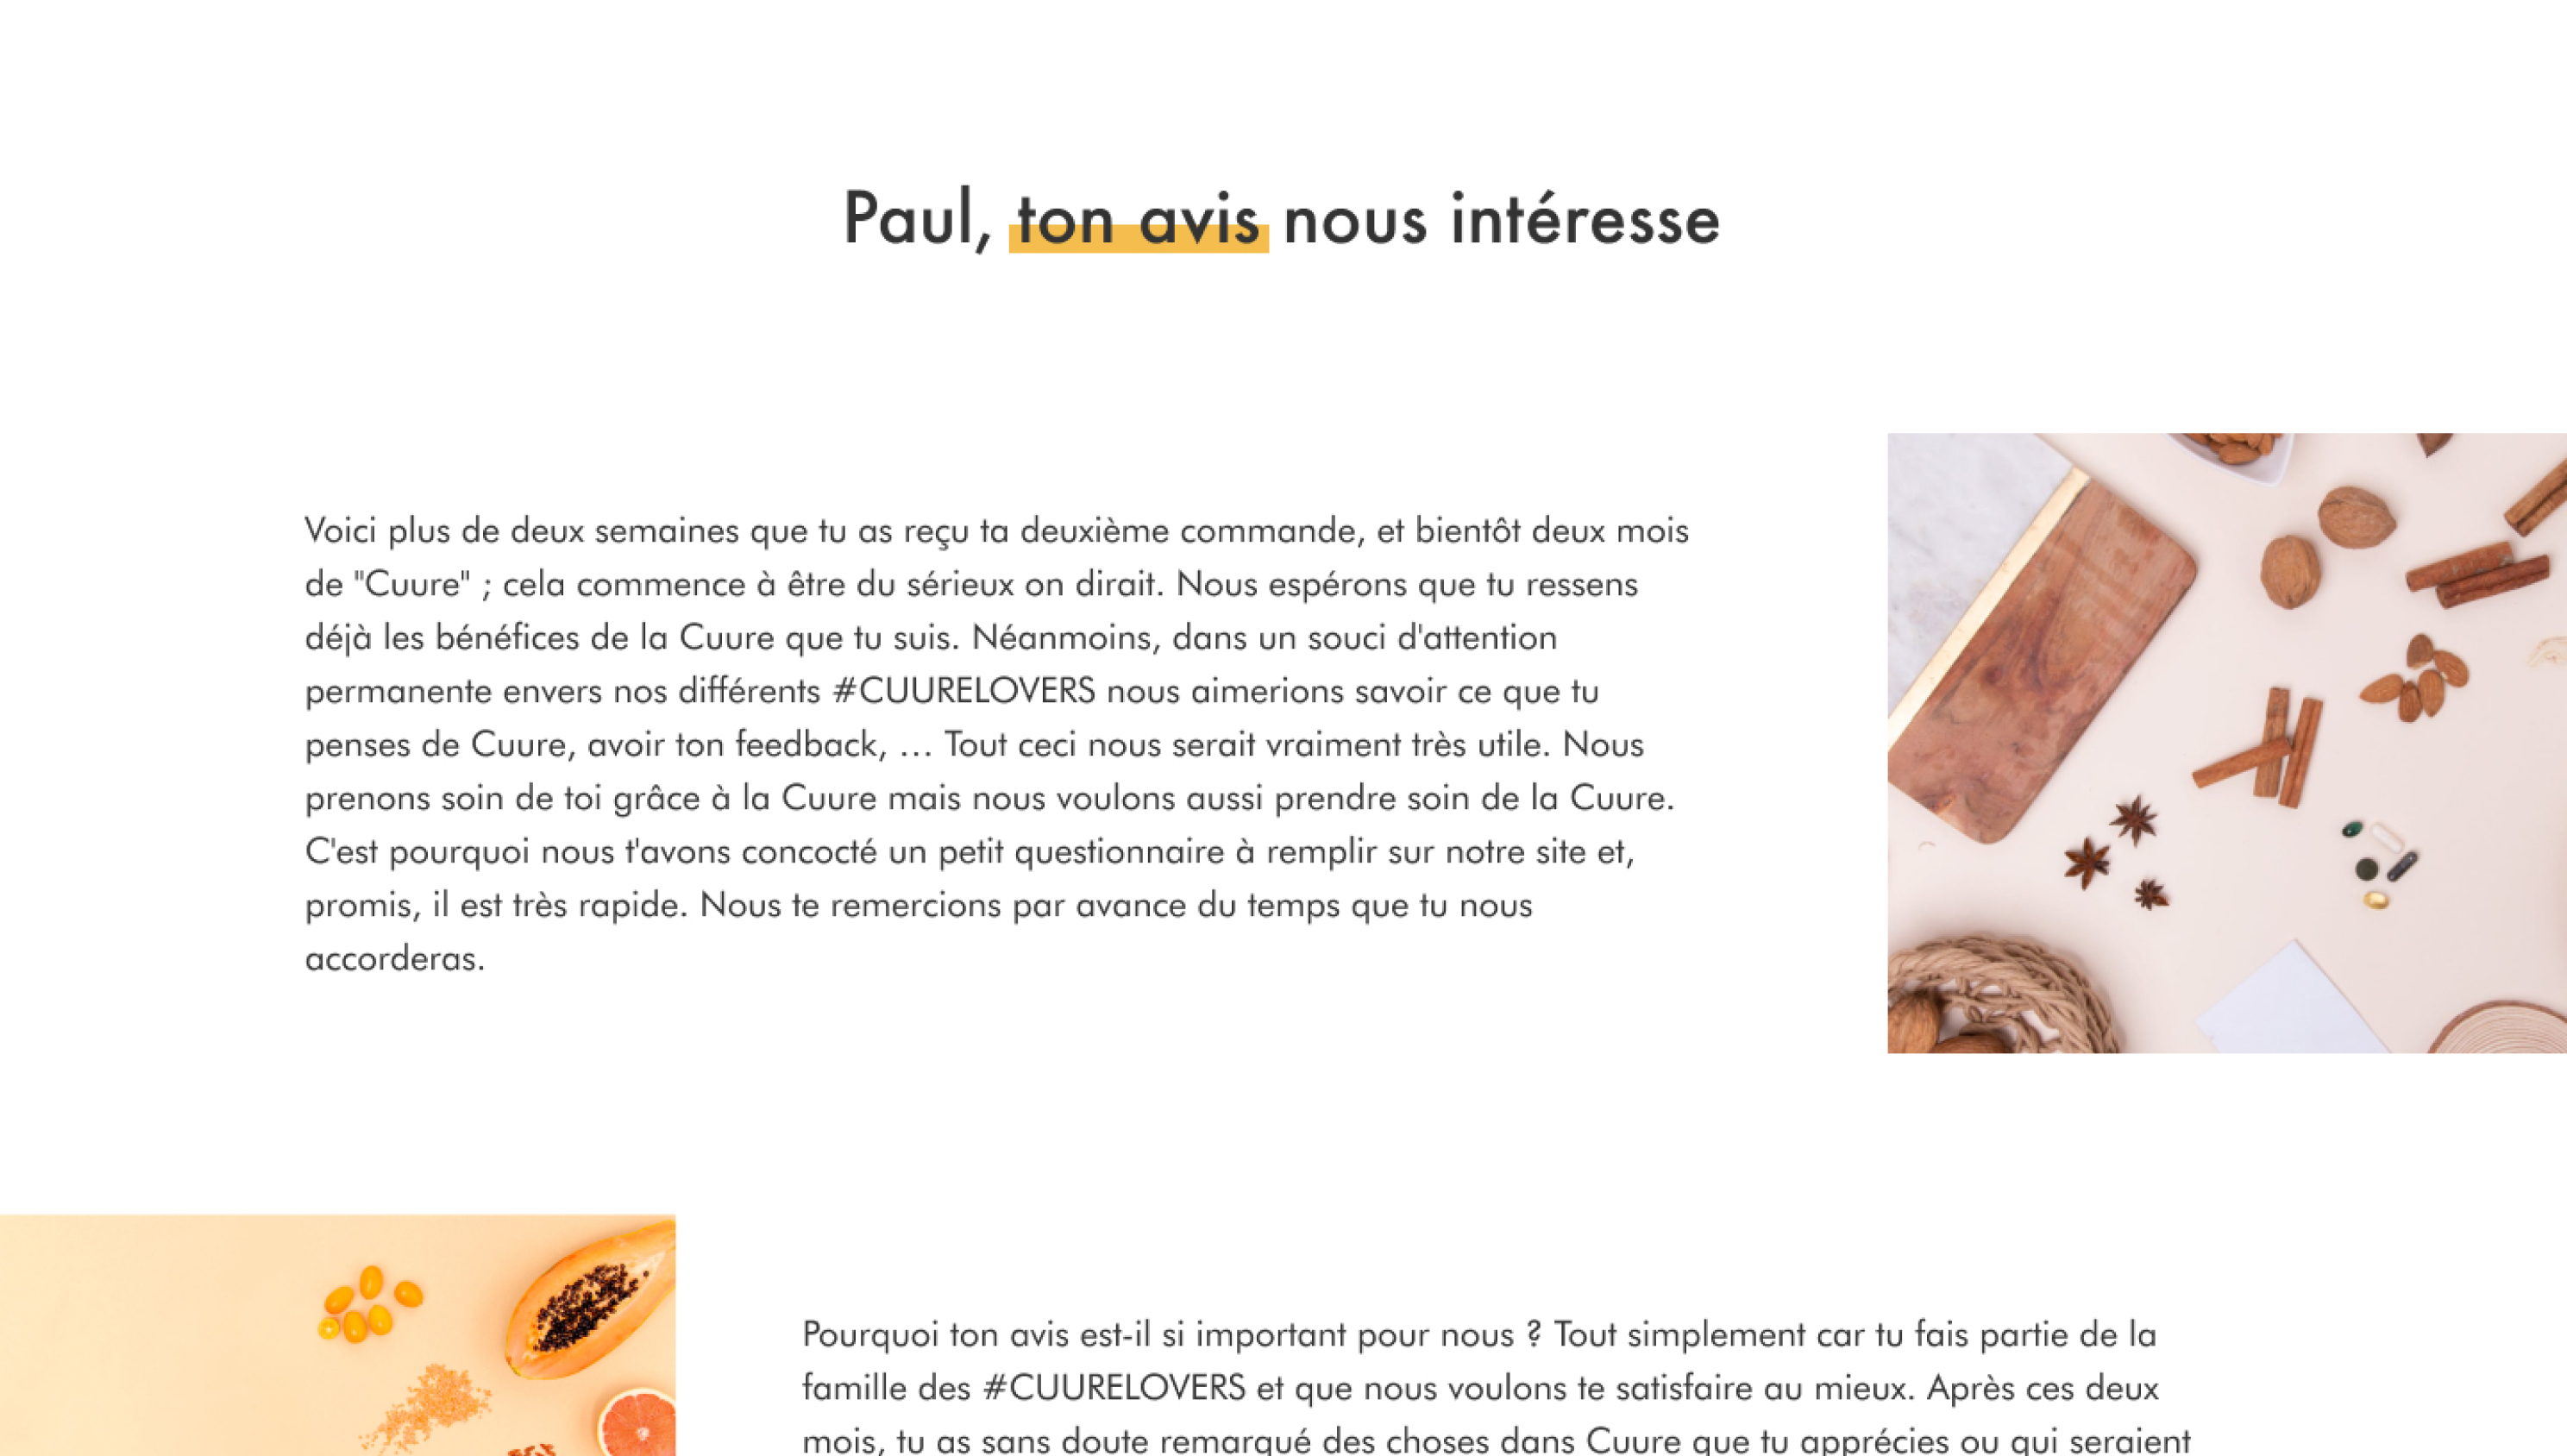 Paul, ton avis nous intéresse
Voici plus de deux semaines que tu as reçu ta deuxième commande, et bientôt deux mois
de "Cuure" ; cela commence à être du sérieux on dirait. Nous espérons que tu ressens
déjà les bénéfices de la Cuure que tu suis. Néanmoins, dans un souci d'attention
permanente envers nos différents #CUURELOVERS nous aimerions savoir ce que tu
penses de Cuure, avoir ton feedback, … Tout ceci nous serait vraiment très utile. Nous
prenons soin de toi grâce à la Cuure mais nous voulons aussi prendre soin de la Cuure.
C'est pourquoi nous t'avons concocté un petit questionnaire à remplir sur notre site et,
promis, il est très rapide. Nous te remercions par avance du temps que tu nous
accorderas.
Pourquoi ton avis est-il si important pour nous ? Tout simplement car tu fais partie de la
famille des #CUURELOVERS et que nous voulons te satisfaire au mieux. Après ces deux
mois, tu as sans doute remarqué des choses dans Cuure que tu apprécies ou qui seraient